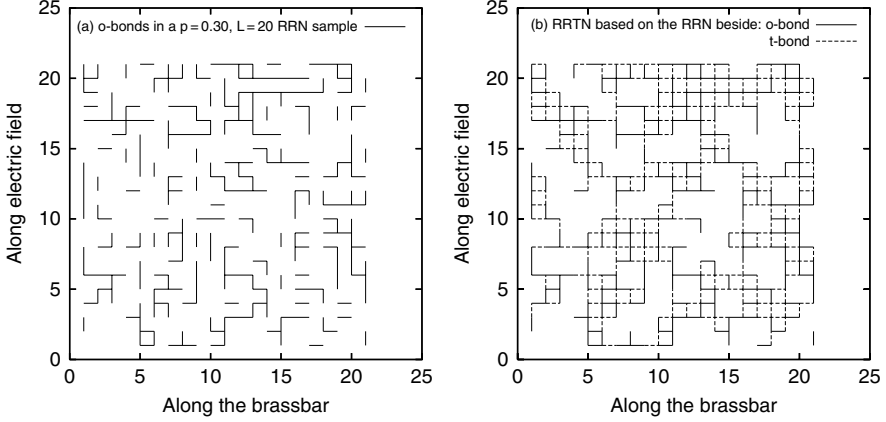 (a) o-bonds in a p = 0.30, L = 20 RRN sample
25
20
15
10
5
0
Along electric field
0 5 10 15 20 25
Along the brassbar
(b) RRTN based on the RRN beside: o-bond
t-bond
25
20
15
10
5
0
Along electric field
0 5 10 15 20 25
Along the brassbar